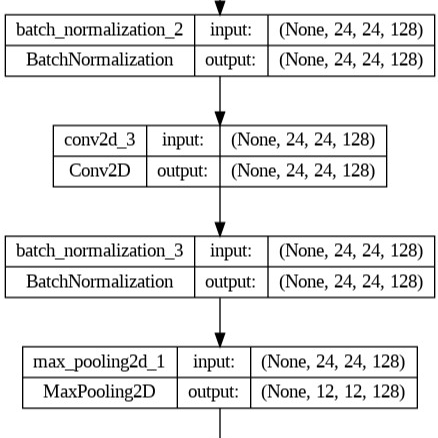 batch_normalization_2 input: (None, 24, 24, 128)
BatchNormalization output: (None, 24, 24, 128)
conv2d_3 input: (None, 24, 24, 128)
Conv2D output: (None, 24, 24, 128)
batch_normalization_3 input: (None, 24, 24, 128)
BatchNormalization output: (None, 24, 24, 128)
max_pooling2d_1 input: (None, 24, 24, 128)
MaxPooling2D output: (None, 12, 12, 128)